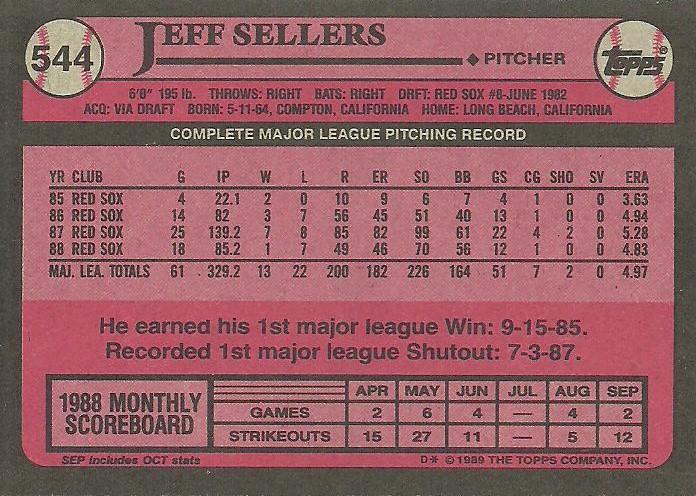 544
JEFF SELLERS
◆ PITCHER
TOPPS®
6'0" 195 lb. THROWS: RIGHT BATS: RIGHT DRFT: RED SOX #8-JUNE 1982
ACQ: VIA DRAFT BORN: 5-11-64, COMPTON, CALIFORNIA HOME: LONG BEACH, CALIFORNIA
COMPLETE MAJOR LEAGUE PITCHING RECORD
YR CLUB G IP W L R ER SO BB GS CG SHO SV ERA
85 RED SOX 4 22.1 2 0 10 9 6 7 4 1 0 0 3.63
86 RED SOX 14 82 3 7 56 45 51 40 13 1 0 0 4.94
87 RED SOX 25 139.2 7 8 85 82 99 61 22 4 2 0 5.28
88 RED SOX 18 85.2 1 7 49 46 70 56 12 1 0 0 4.83
MAJ. LEA. TOTALS 61 329.2 13 22 200 182 226 164 51 7 2 0 4.97
He earned his 1st major league Win: 9-15-85.
Recorded 1st major league Shutout: 7-3-87.
1988 MONTHLY SCOREBOARD
APR MAY JUN JUL AUG SEP
GAMES 2 6 4 — 4 2
STRIKEOUTS 15 27 11 — 5 12
SEP includes OCT stats
D* © 1989 THE TOPPS COMPANY, INC.